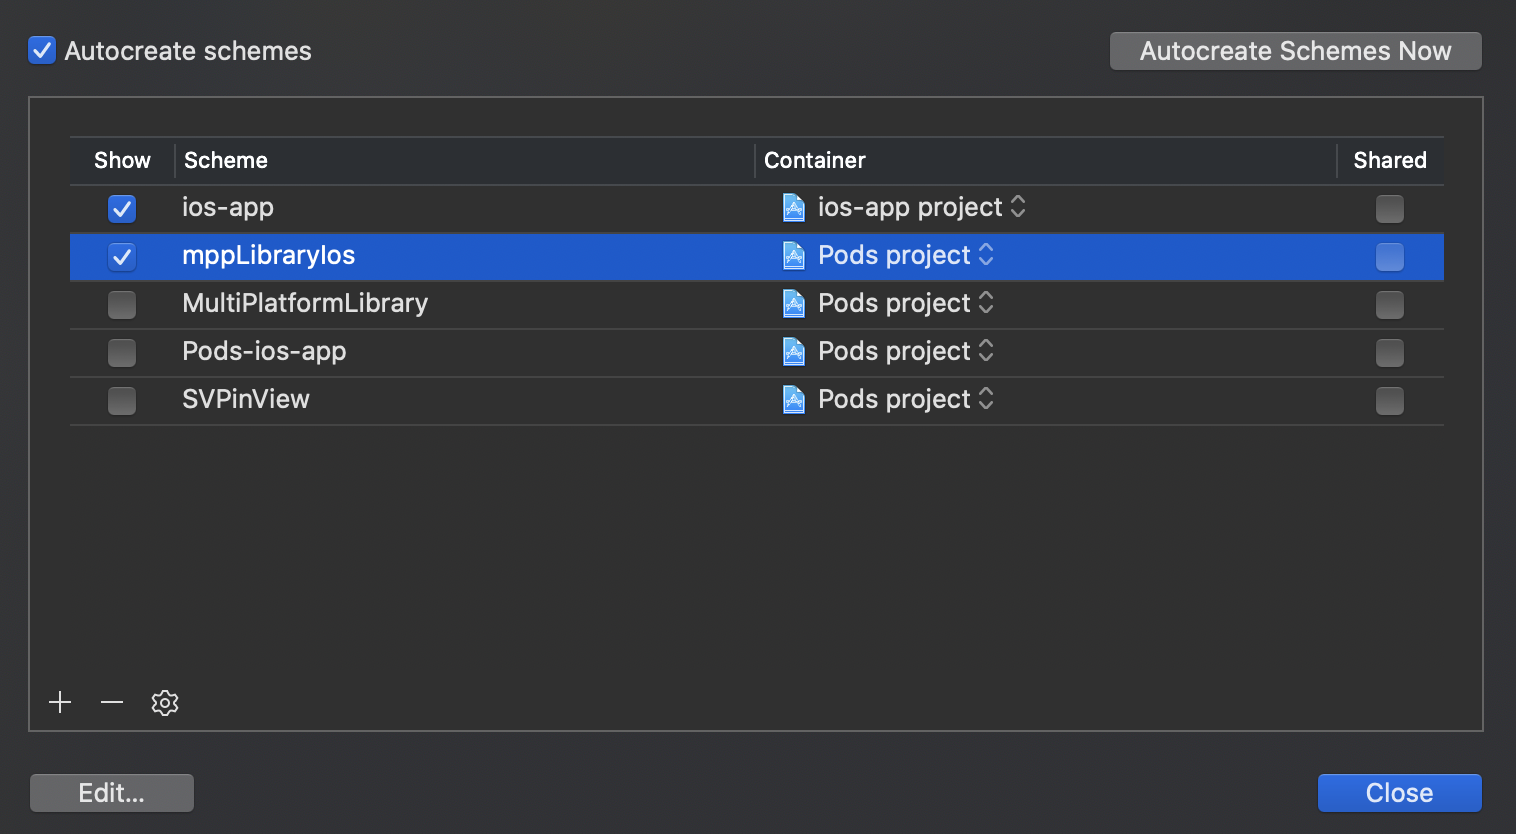 Autocreate schemes
Autocreate Schemes Now
Show Scheme Container Shared
ios-app ios-app project
mppLibraryIos Pods project
MultiPlatformLibrary Pods project
Pods-ios-app Pods project
SVPinView Pods project
Edit...
Close